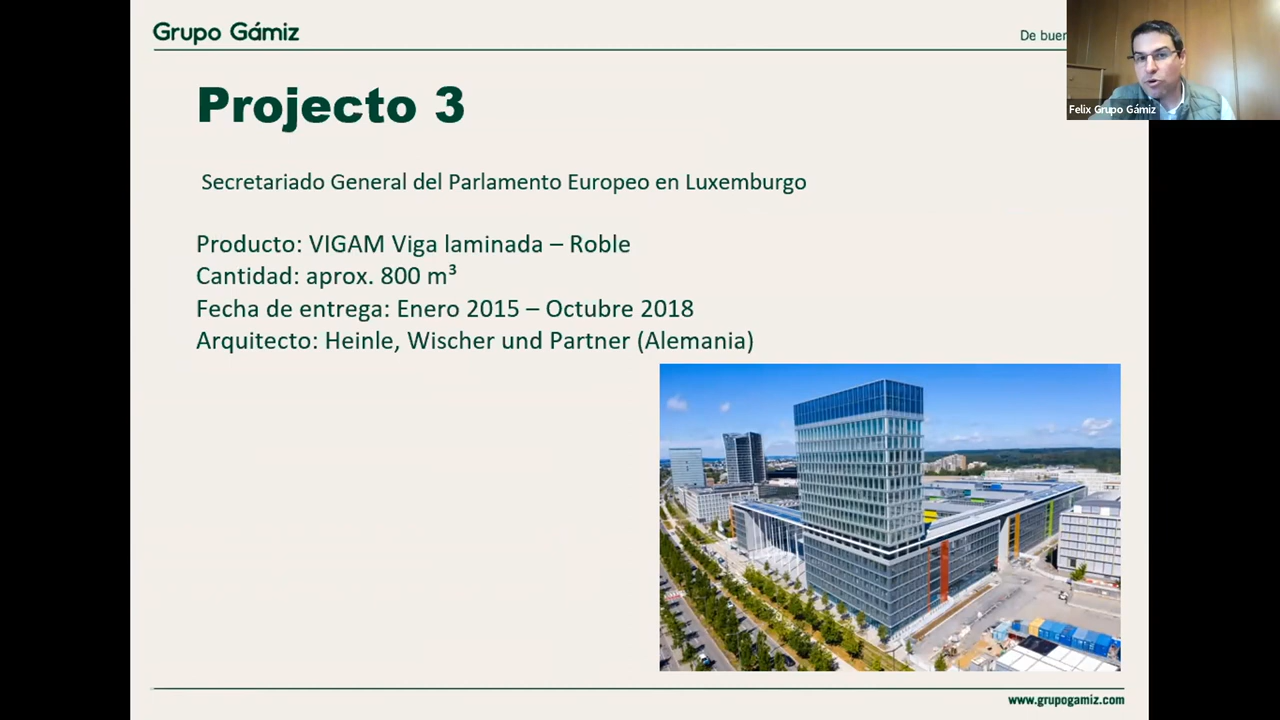 Grupo Gámiz
De buer
Felix Grupo Gámiz
Projecto 3
Secretariado General del Parlamento Europeo en Luxemburgo
Producto: VIGAM Viga laminada – Roble
Cantidad: aprox. 800 m³
Fecha de entrega: Enero 2015 – Octubre 2018
Arquitecto: Heinle, Wischer und Partner (Alemania)
www.grupogamiz.com